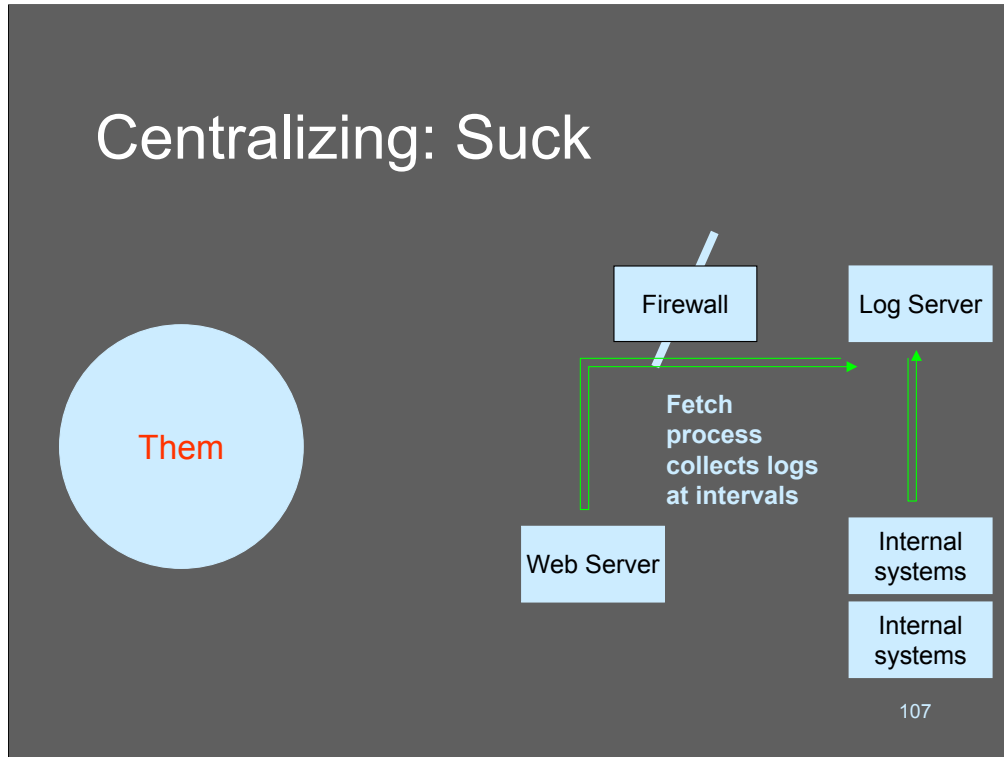 Centralizing: Suck
Firewall
Log Server
Them
Fetch
process
collects logs
at intervals
Web Server
Internal
systems
Internal
systems
107